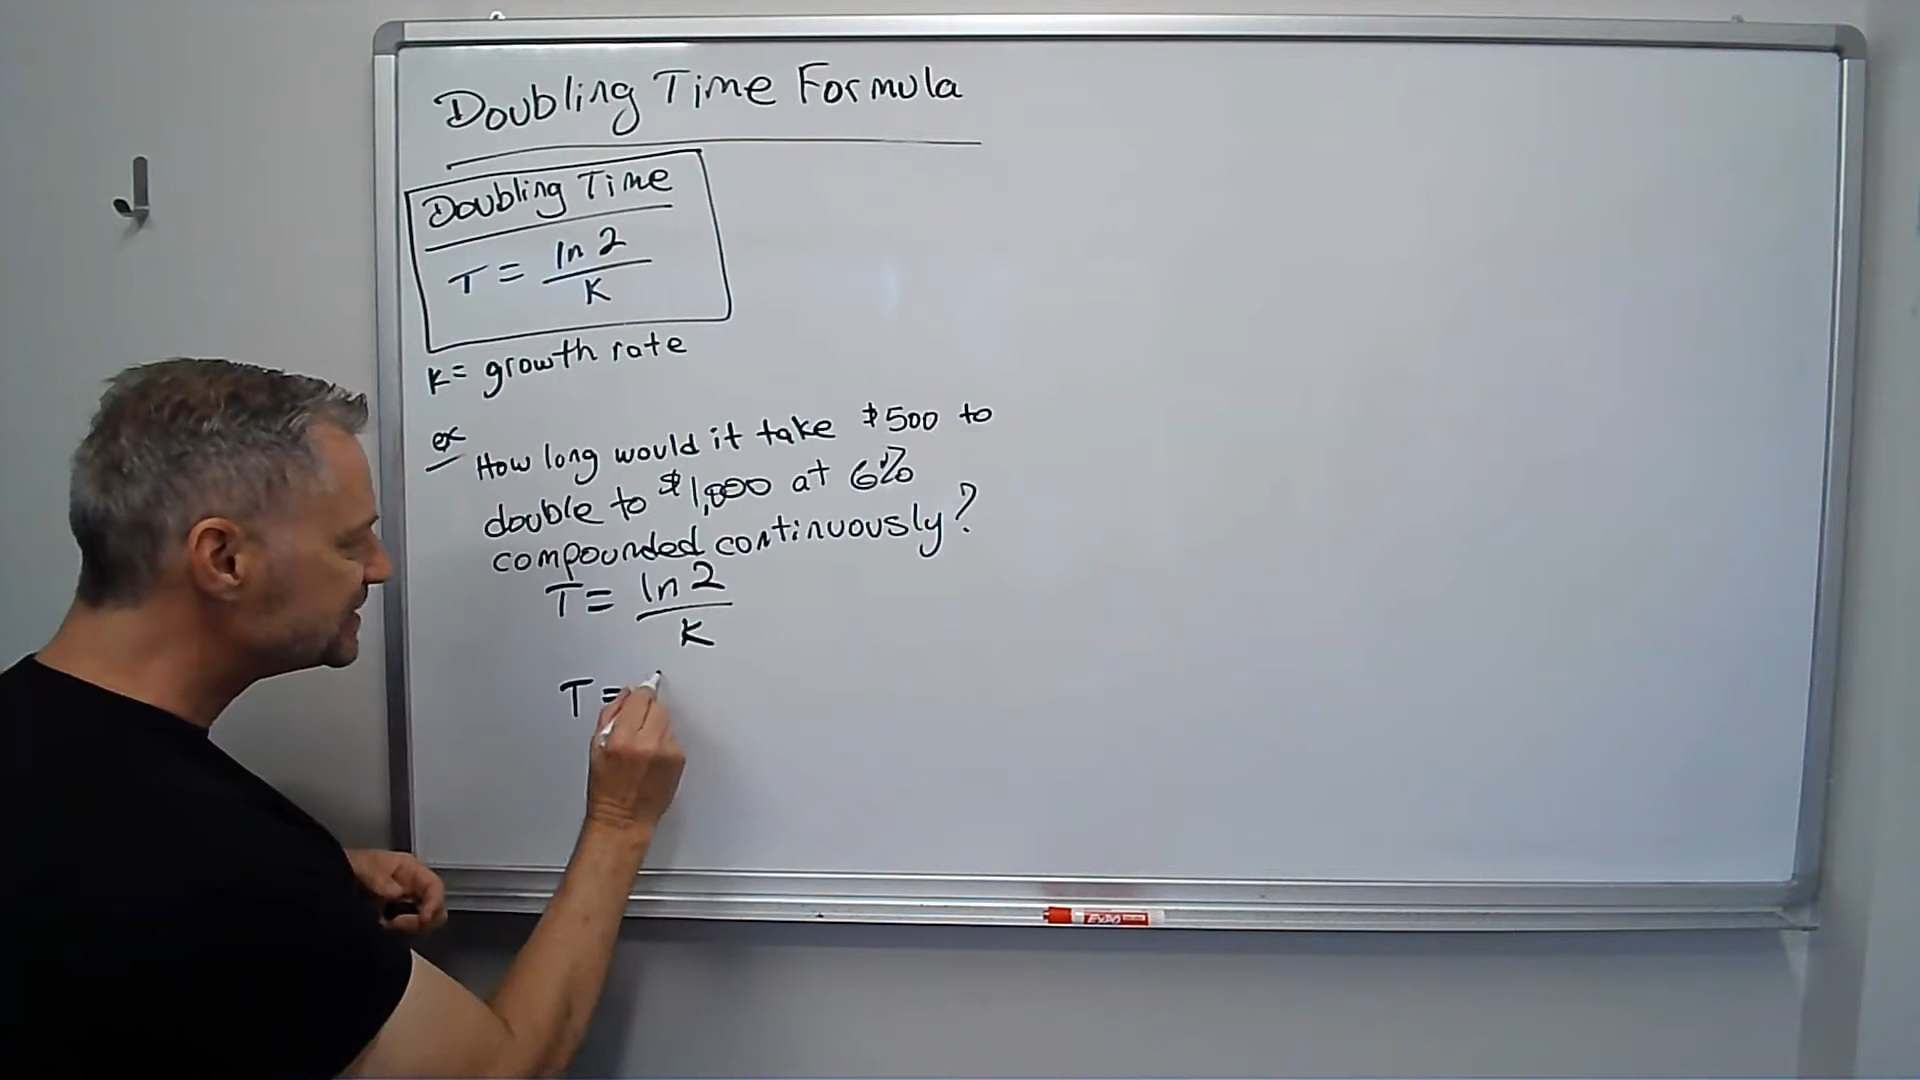 Doubling Time Formula
Doubling Time
T = ln 2 / K
K = growth rate
ex How long would it take $500 to
double to $1,000 at 6%
compounded continuously?
T = ln 2 / K
T =
EXPO